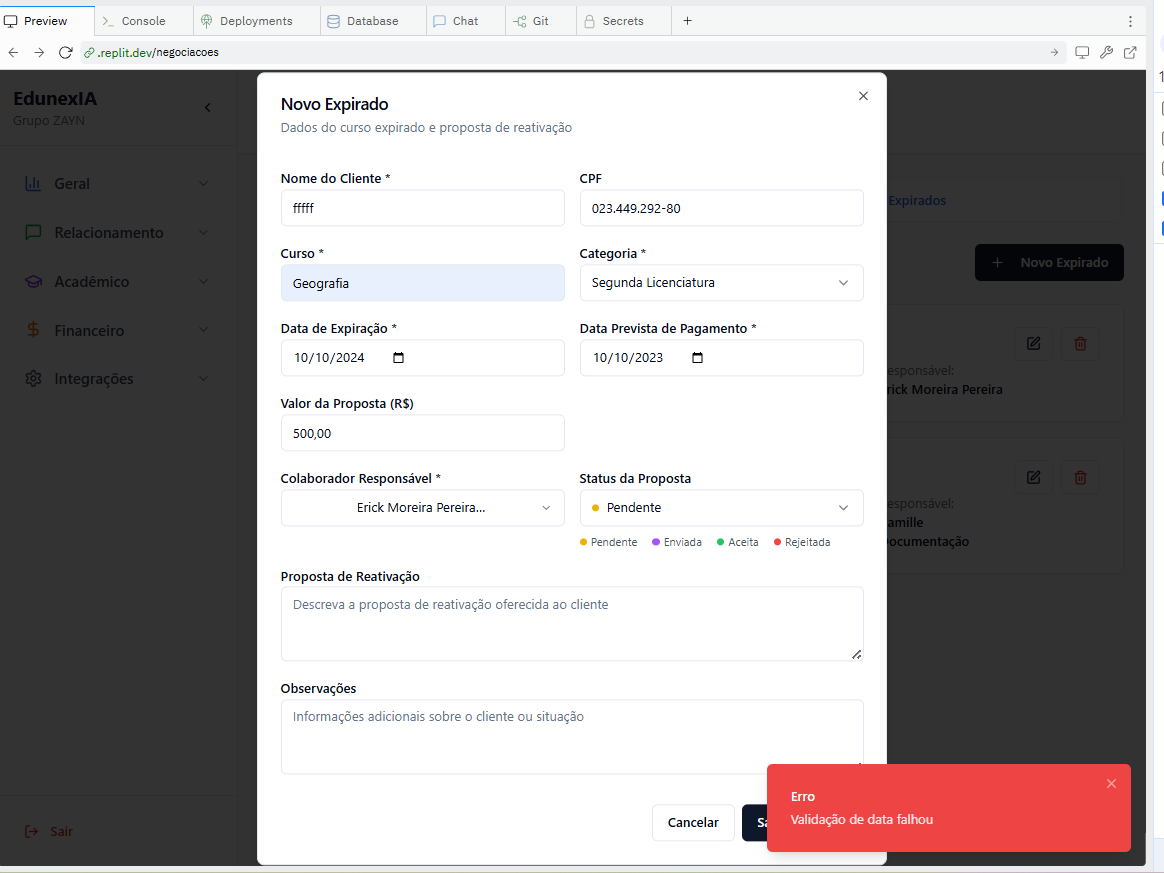 Preview
Console
Deployments
Database
Chat
Git
Secrets
.replit.dev/negociacoes
EdunexIA
Grupo ZAYN
Geral
Relacionamento
Acadêmico
Financeiro
Integrações
Sair
Expirados
Novo Expirado
esponsável:
rick Moreira Pereira
esponsável:
amille
ocumentação
Novo Expirado
Dados do curso expirado e proposta de reativação
Nome do Cliente *
CPF
fffff
023.449.292-80
Curso *
Categoria *
Geografia
Segunda Licenciatura
Data de Expiração *
Data Prevista de Pagamento *
10/10/2024
10/10/2023
Valor da Proposta (R$)
500,00
Colaborador Responsável *
Status da Proposta
Erick Moreira Pereira...
Pendente
Pendente
Enviada
Aceita
Rejeitada
Proposta de Reativação
Descreva a proposta de reativação oferecida ao cliente
Observações
Informações adicionais sobre o cliente ou situação
Cancelar
Sa
Erro
Validação de data falhou